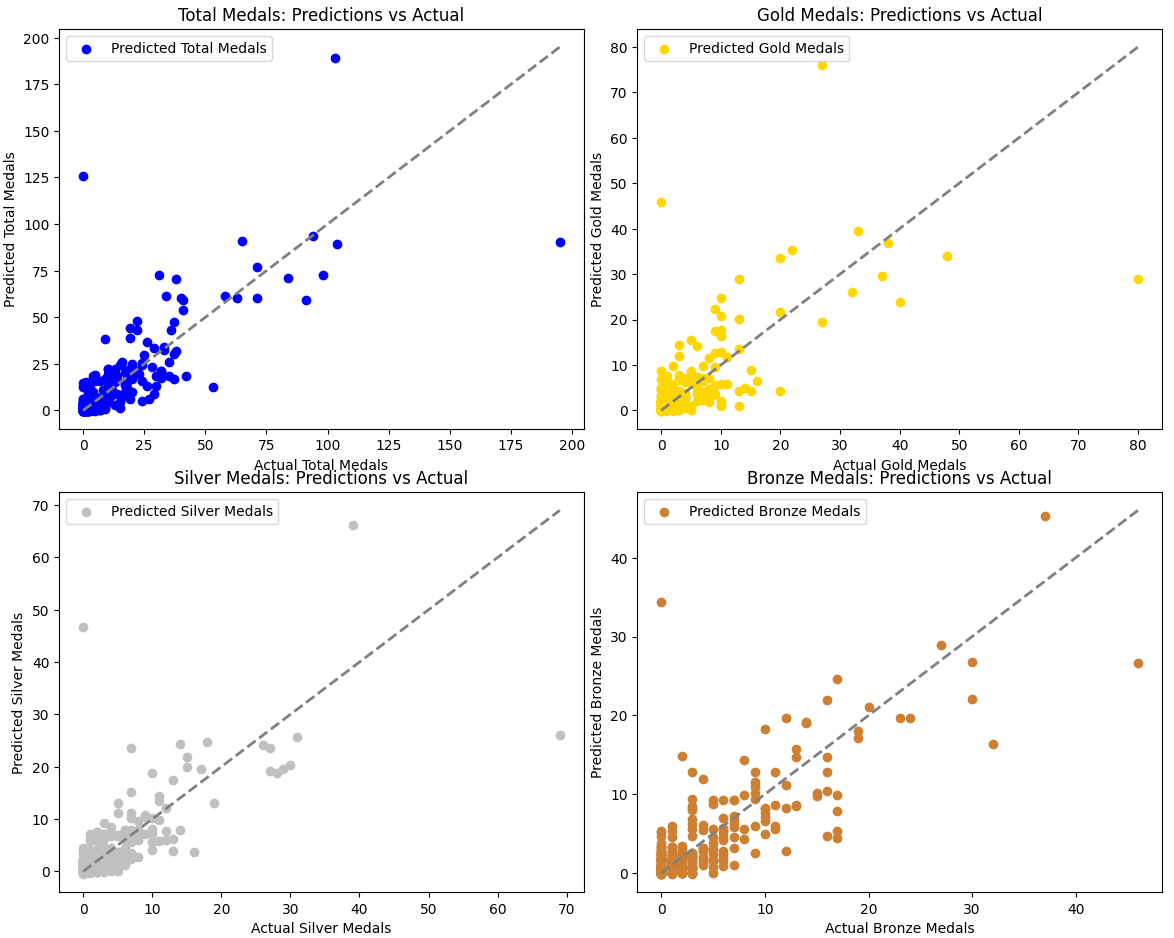 Total Medals: Predictions vs Actual
Predicted Total Medals
Predicted Total Medals
200
175
150
125
100
75
50
25
0
0 25 50 75 100 125 150 175 200
Actual Total Medals
Gold Medals: Predictions vs Actual
Predicted Gold Medals
Predicted Gold Medals
80
70
60
50
40
30
20
10
0
0 10 20 30 40 50 60 70 80
Actual Gold Medals
Silver Medals: Predictions vs Actual
Predicted Silver Medals
Predicted Silver Medals
70
60
50
40
30
20
10
0
0 10 20 30 40 50 60 70
Actual Silver Medals
Bronze Medals: Predictions vs Actual
Predicted Bronze Medals
Predicted Bronze Medals
40
30
20
10
0
0 10 20 30 40
Actual Bronze Medals